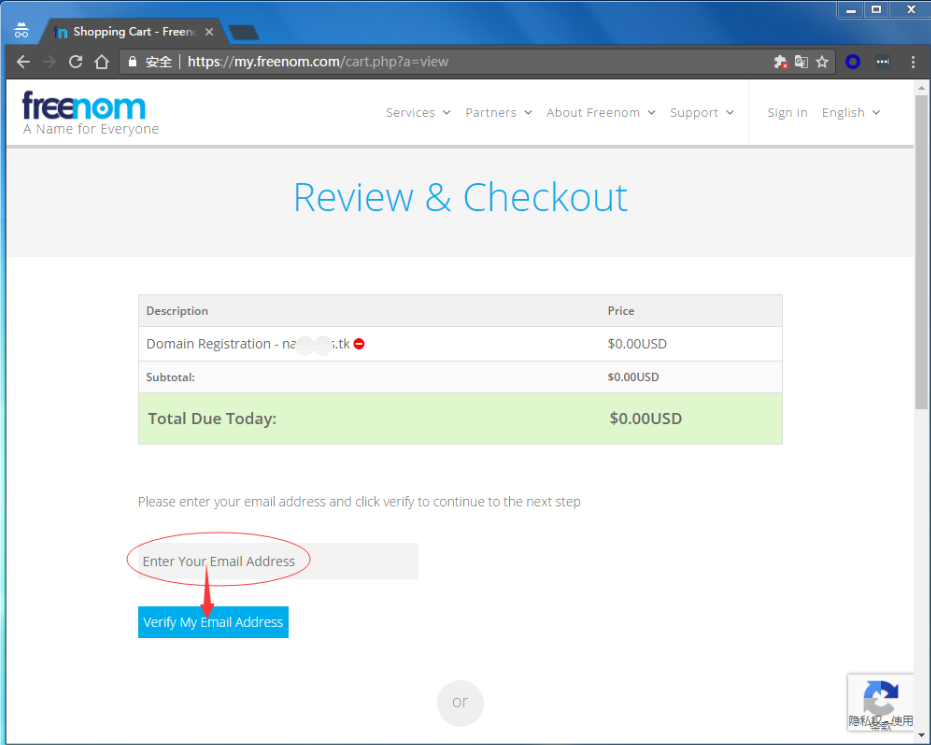 Shopping Cart - Freen
安全 | https://my.freenom.com/cart.php?a=view
freenom
A Name for Everyone
Services Partners About Freenom Support Sign in English
Review & Checkout
Description Price
Domain Registration - na s.tk $0.00USD
Subtotal: $0.00USD
Total Due Today: $0.00USD
Please enter your email address and click verify to continue to the next step
Enter Your Email Address
Verify My Email Address
or
隐私权 - 使用
条款